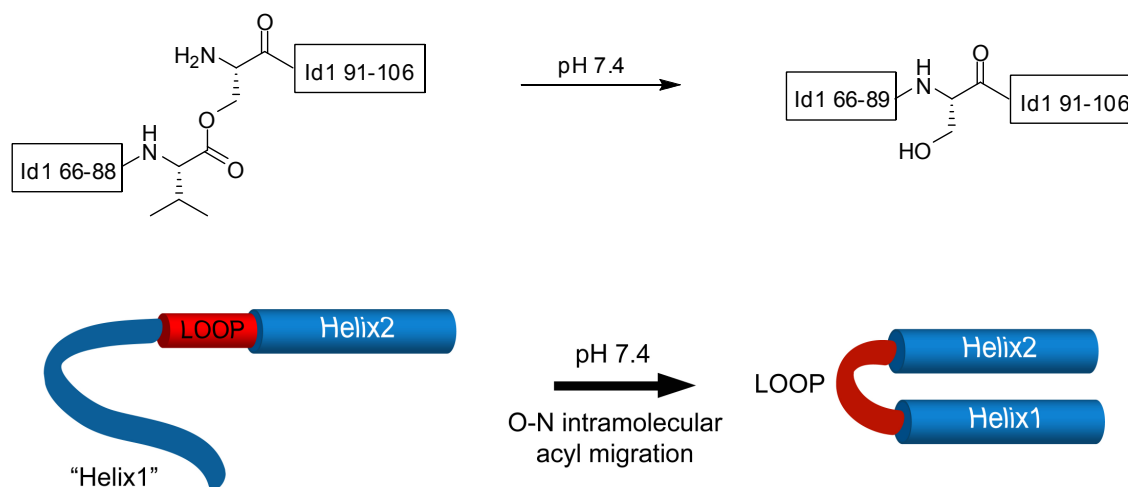 O
H₂N
Id1 91-106
O
H
N
O
Id1 66-88
pH 7.4
H
N
O
Id1 66-89
Id1 91-106
HO
LOOP
Helix2
"Helix1"
pH 7.4
O-N intramolecular
acyl migration
LOOP
Helix2
Helix1